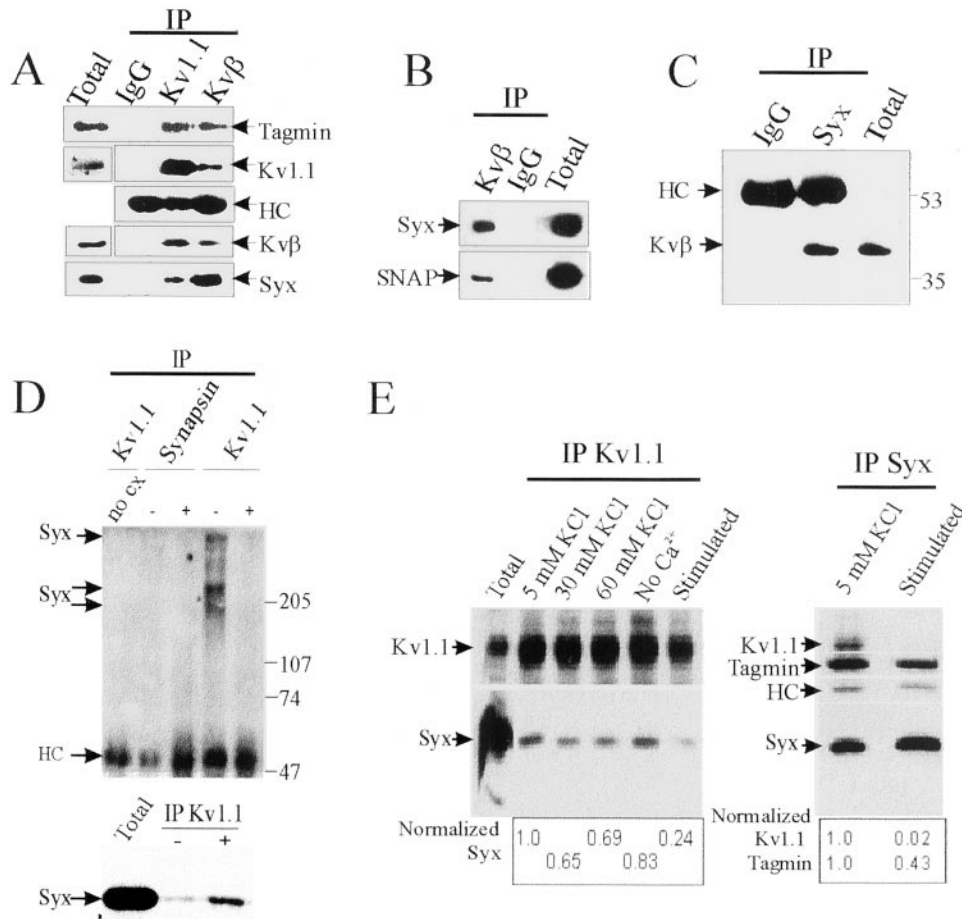 A
IP
Total
IgG
Kv1.1
Kvβ
Tagmin
Kv1.1
HC
Kvβ
Syx
B
IP
Kvβ
IgG
Total
Syx
SNAP
C
IP
IgG
Syx
Total
HC
Kvβ
53
35
D
IP
Kv1.1 Synapsin Kv1.1
no cx - + - +
Syx
Syx
205
107
74
HC
47
Total
IP Kv1.1
- +
Syx
E
IP Kv1.1
Total
5 mM KCl
30 mM KCl
60 mM KCl
No Ca²⁺
Stimulated
Kv1.1
Syx
Normalized
Syx
1.0 0.69 0.24
0.65 0.83
IP Syx
5 mM KCl
Stimulated
Kv1.1
Tagmin
HC
Syx
Normalized
Kv1.1 1.0 0.02
Tagmin 1.0 0.43